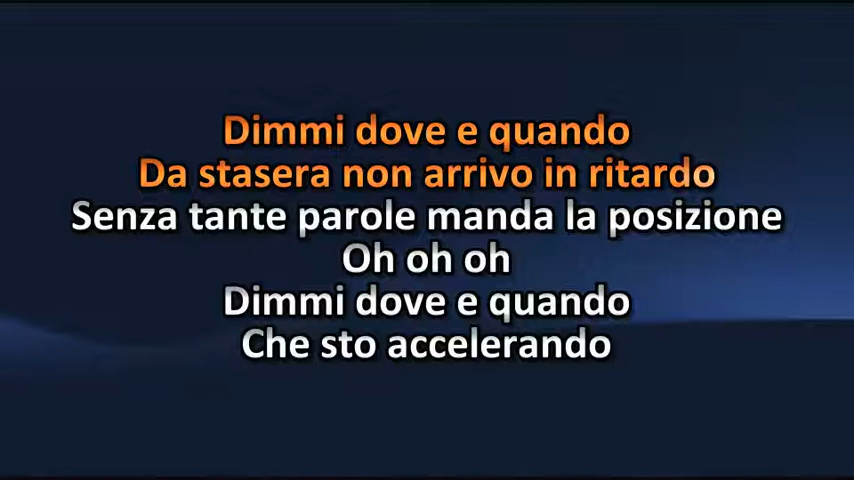 Dimmi dove e quando
Da stasera non arrivo in ritardo
Senza tante parole manda la posizione
Oh oh oh
Dimmi dove e quando
Che sto accelerando